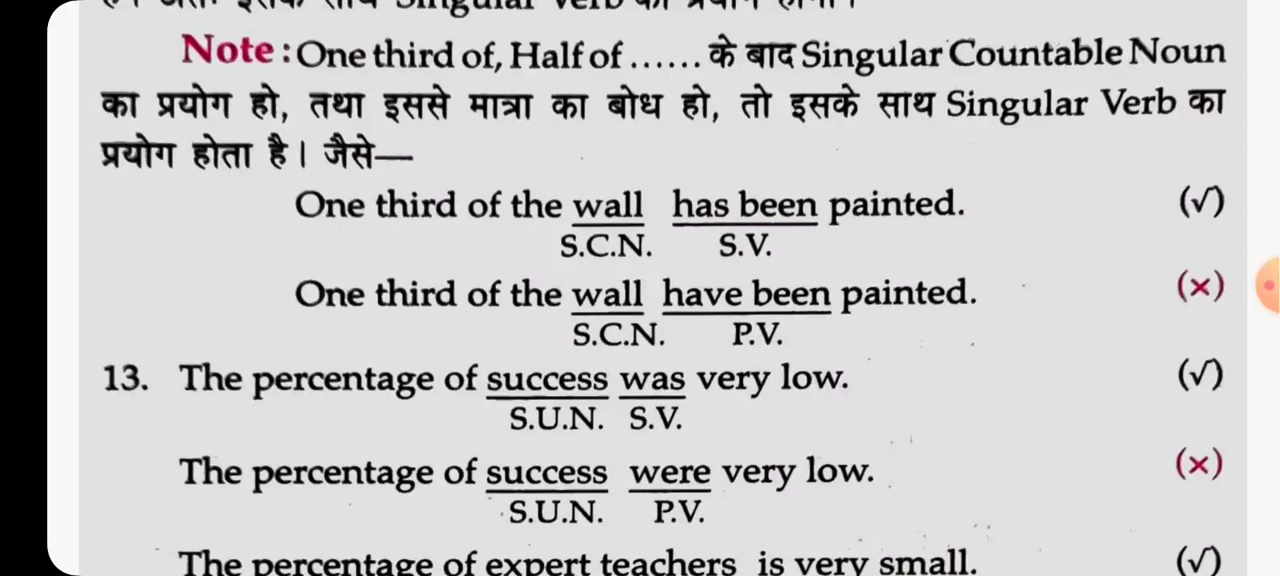 Note : One third of, Half of ...... के बाद Singular Countable Noun
का प्रयोग हो, तथा इससे मात्रा का बोध हो, तो इसके साथ Singular Verb का
प्रयोग होता है। जैसे—
One third of the wall has been painted. (√)
S.C.N. S.V.
One third of the wall have been painted. (×)
S.C.N. P.V.
13. The percentage of success was very low. (√)
S.U.N. S.V.
The percentage of success were very low. (×)
S.U.N. P.V.
The percentage of expert teachers is very small. (√)